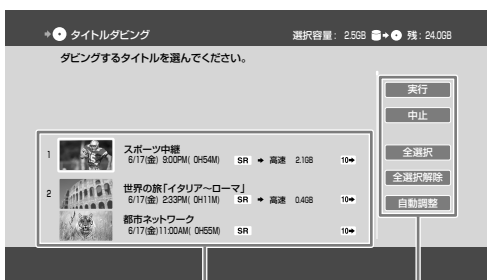 タイトルダビング 選択容量: 2.5GB 残: 24.0GB
ダビングするタイトルを選んでください。
実行
中止
全選択
全選択解除
自動調整
1 スポーツ中継
6/17(金) 9:00PM( 0H54M) SR 高速 2.1GB 10
2 世界の旅「イタリア～ローマ」
6/17(金) 2:33PM( 0H11M) SR 高速 0.4GB 10
都市ネットワーク
6/17(金)11:00AM( 0H55M) SR 10